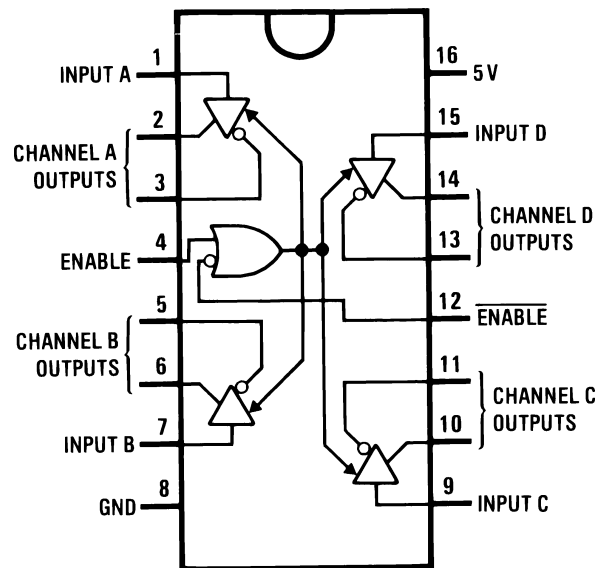 1
INPUT A
2
CHANNEL A
OUTPUTS
3
4
ENABLE
5
CHANNEL B
OUTPUTS
6
7
INPUT B
8
GND
16
5V
15
INPUT D
14
CHANNEL D
OUTPUTS
13
12
ENABLE
11
CHANNEL C
OUTPUTS
10
9
INPUT C